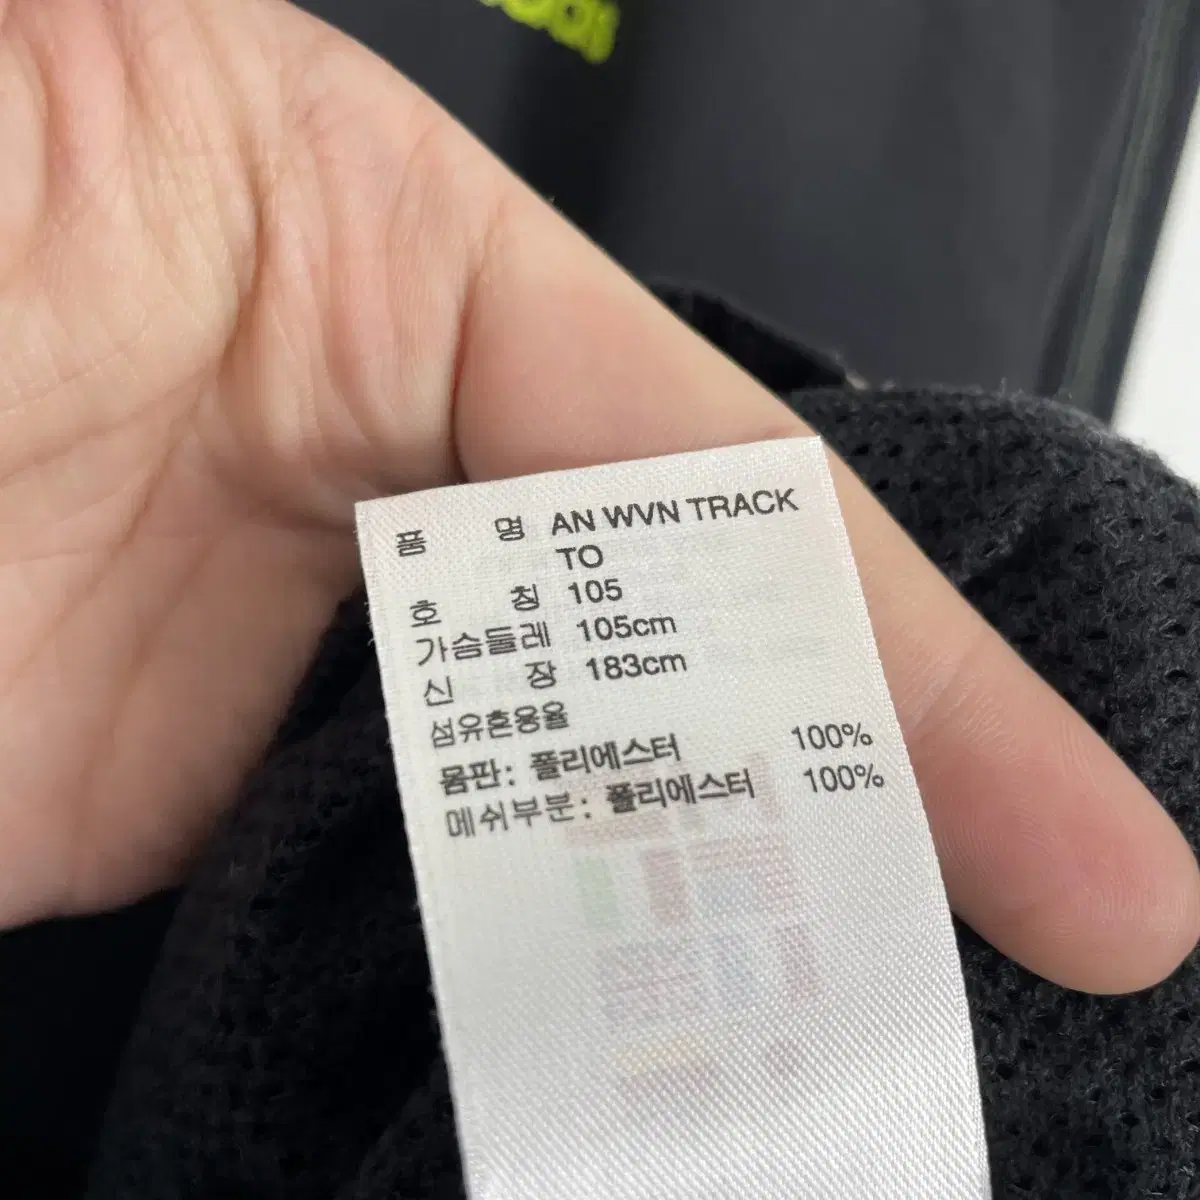 품 명 AN WVN TRACK
TO
호 칭 105
가슴둘레 105cm
신 장 183cm
섬유혼용율
몸판: 폴리에스터 100%
메쉬부분: 폴리에스터 100%